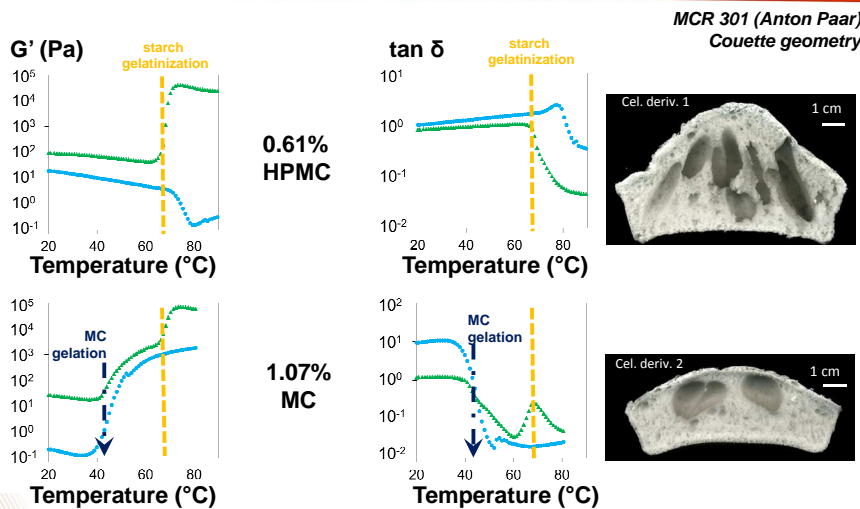 MCR 301 (Anton Paar)
Couette geometry
G' (Pa)
starch
gelatinization
10⁵
10⁴
10³
10²
10¹
10⁰
10⁻¹
20 40 60 80
Temperature (°C)
0.61%
HPMC
tan δ
starch
gelatinization
10²
10¹
10⁰
10⁻¹
10⁻²
20 40 60 80
Temperature (°C)
Cel. deriv. 1
1 cm
10⁵
10⁴
10³
10²
10¹
10⁰
10⁻¹
MC
gelation
20 40 60 80
Temperature (°C)
1.07%
MC
10²
10¹
10⁰
10⁻¹
10⁻²
MC
gelation
20 40 60 80
Temperature (°C)
Cel. deriv. 2
1 cm